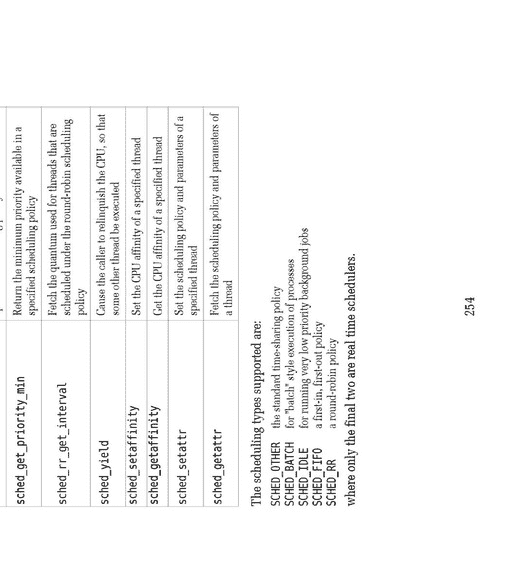 sched_get_priority_min
Return the minimum priority available in a
specified scheduling policy
sched_rr_get_interval
Fetch the quantum used for threads that are
scheduled under the round-robin scheduling
policy
sched_yield
Cause the caller to relinquish the CPU, so that
some other thread be executed
sched_setaffinity
Set the CPU affinity of a specified thread
sched_getaffinity
Get the CPU affinity of a specified thread
sched_setattr
Set the scheduling policy and parameters of a
specified thread
sched_getattr
Fetch the scheduling policy and parameters of
a thread
The scheduling types supported are:
SCHED_OTHER the standard time-sharing policy
SCHED_BATCH for "batch" style execution of processes
SCHED_IDLE for running very low priority background jobs
SCHED_FIFO a first-in, first-out policy
SCHED_RR a round-robin policy
where only the final two are real time schedulers.
254